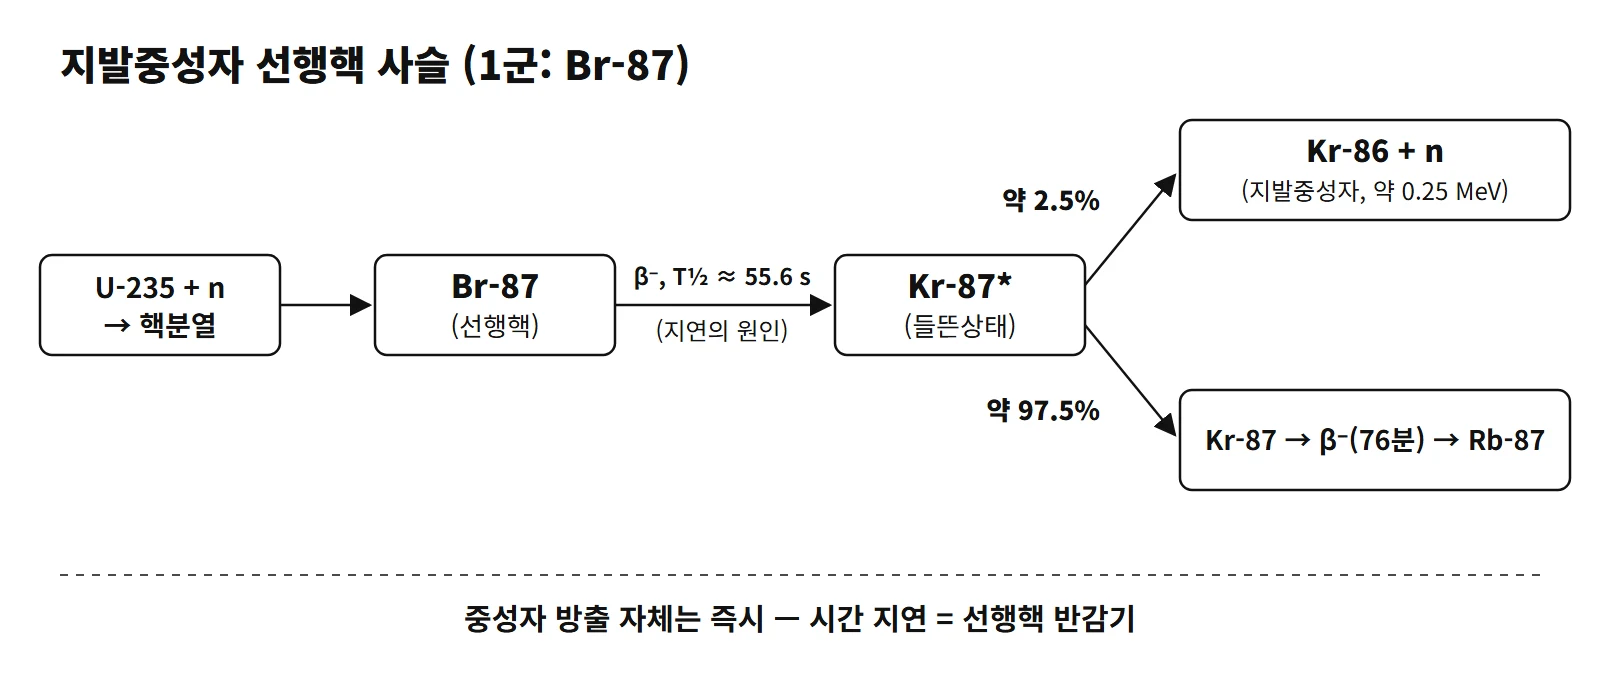 지발중성자 선행핵 사슬 (1군: Br-87)
U-235 + n
→ 핵분열
Br-87
(선행핵)
β⁻, T½ ≈ 55.6 s
(지연의 원인)
Kr-87*
(들뜬상태)
약 2.5%
Kr-86 + n
(지발중성자, 약 0.25 MeV)
약 97.5%
Kr-87 → β⁻(76분) → Rb-87
중성자 방출 자체는 즉시 — 시간 지연 = 선행핵 반감기